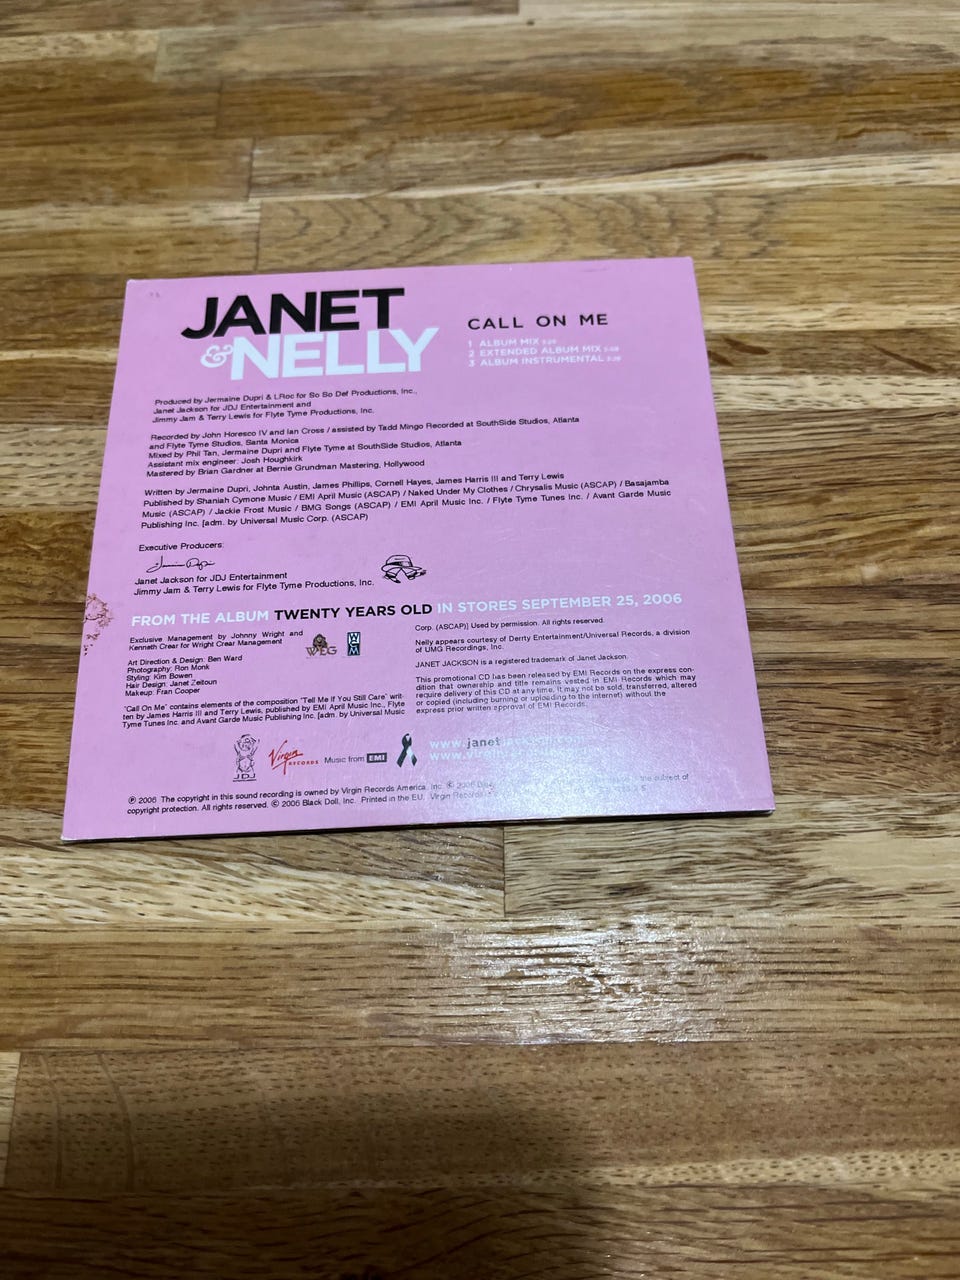 JANET
&NELLY
CALL ON ME
1 ALBUM MIX
2 EXTENDED ALBUM MIX
3 ALBUM INSTRUMENTAL
Produced by Jermaine Dupri & LRoc for So So Def Productions, Inc.,
Janet Jackson for JDJ Entertainment and
Jimmy Jam & Terry Lewis for Flyte Tyme Productions, Inc.
Recorded by John Horesco IV and Ian Cross / assisted by Tadd Mingo Recorded at SouthSide Studios, Atlanta
and Flyte Tyme Studios, Santa Monica
Mixed by Phil Tan, Jermaine Dupri and Flyte Tyme at SouthSide Studios, Atlanta
Assistant mix engineer: Josh Houghkirk
Mastered by Brian Gardner at Bernie Grundman Mastering, Hollywood
Written by Jermaine Dupri, Johnta Austin, James Phillips, Cornell Hayes, James Harris III and Terry Lewis
Published by Shaniah Cymone Music / EMI April Music (ASCAP) / Naked Under My Clothes / Chrysalis Music (ASCAP) / Basajamba
Music (ASCAP) / Jackie Frost Music / BMG Songs (ASCAP) / EMI April Music Inc. / Flyte Tyme Tunes Inc. / Avant Garde Music
Publishing Inc. [adm. by Universal Music Corp. (ASCAP)
Executive Producers:
Janet Jackson for JDJ Entertainment
Jimmy Jam & Terry Lewis for Flyte Tyme Productions, Inc.
FROM THE ALBUM TWENTY YEARS OLD IN STORES SEPTEMBER 25, 2006
Exclusive Management by Johnny Wright and
Kenneth Crear for Wright Crear Management
WEG
Art Direction & Design: Ben Ward
Photography: Ron Monk
Styling: Kim Bowen
Hair Design: Janet Zeitoun
Makeup: Fran Cooper
"Call On Me" contains elements of the composition "Tell Me If You Still Care" writ-
ten by James Harris III and Terry Lewis, published by EMI April Music Inc., Flyte
Tyme Tunes Inc. and Avant Garde Music Publishing Inc. [adm. by Universal Music
Corp. (ASCAP)] Used by permission. All rights reserved.
Nelly appears courtesy of Derrty Entertainment/Universal Records, a division
of UMG Recordings, Inc.
JANET JACKSON is a registered trademark of Janet Jackson.
This promotional CD has been released by EMI Records on the express con-
dition that ownership and title remains vested in EMI Records which may
require delivery of this CD at any time. It may not be sold, transferred, altered
or copied (including burning or uploading to the internet) without the
express prior written approval of EMI Records.
JDJ
Virgin
RECORDS
Music from EMI
www.janet
℗ 2006 The copyright in this sound recording is owned by Virgin Records America, Inc. © 2006 the subject of
copyright protection. All rights reserved. © 2006 Black Doll, Inc. Printed in the EU. Virgin Records